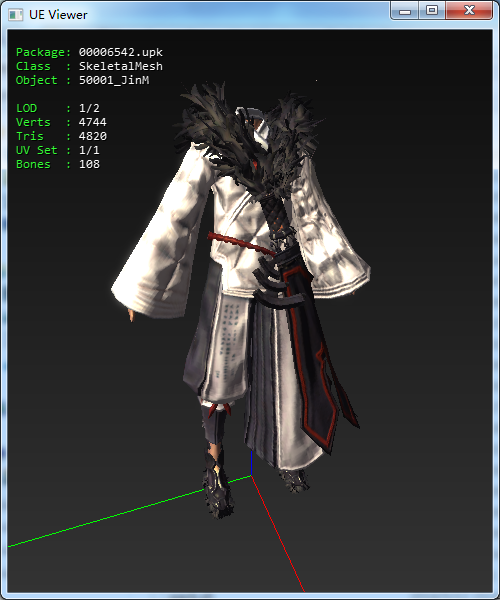 UE Viewer
Package: 00006542.upk
Class : SkeletalMesh
Object : 50001_JinM
LOD : 1/2
Verts : 4744
Tris : 4820
UV Set : 1/1
Bones : 108